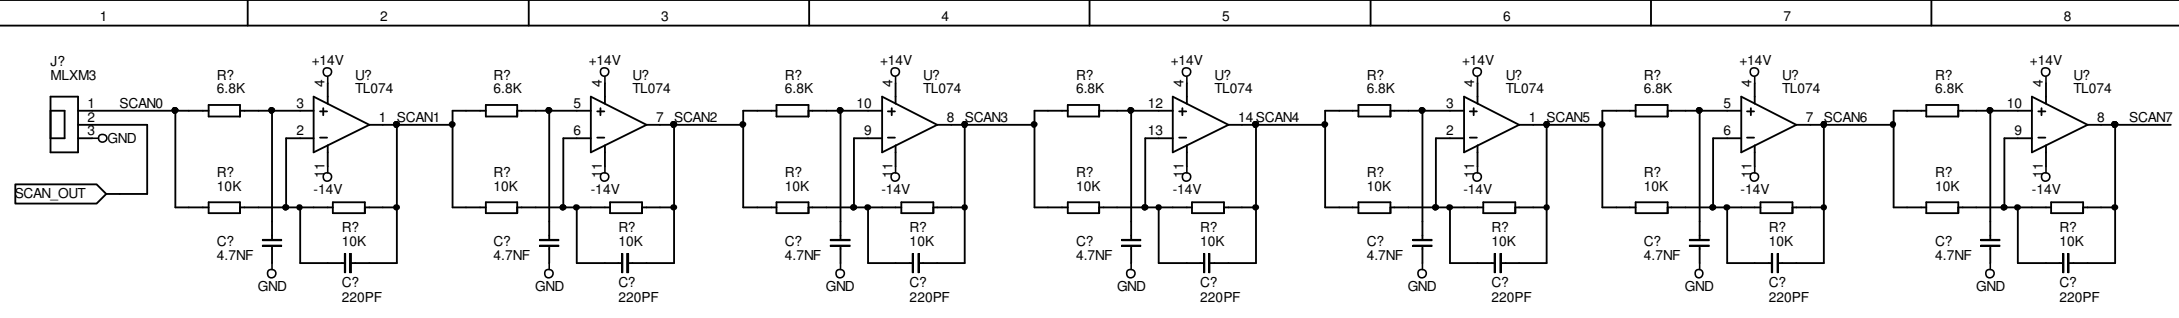 1 2 3 4 5 6 7 8
J?
MLXM3
1 SCAN0
2
3 GND
SCAN_OUT
R?
6.8K
+14V
4
U?
TL074
3 +
2 -
1 SCAN1
11
-14V
R?
10K
R?
10K
C?
4.7NF
GND
C?
220PF
R?
6.8K
+14V
4
U?
TL074
5 +
6 -
7 SCAN2
11
-14V
R?
10K
R?
10K
C?
4.7NF
GND
C?
220PF
R?
6.8K
+14V
4
U?
TL074
10 +
9 -
8 SCAN3
11
-14V
R?
10K
R?
10K
C?
4.7NF
GND
C?
220PF
R?
6.8K
+14V
4
U?
TL074
12 +
13 -
14 SCAN4
11
-14V
R?
10K
R?
10K
C?
4.7NF
GND
C?
220PF
R?
6.8K
+14V
4
U?
TL074
3 +
2 -
1 SCAN5
11
-14V
R?
10K
R?
10K
C?
4.7NF
GND
C?
220PF
R?
6.8K
+14V
4
U?
TL074
5 +
6 -
7 SCAN6
11
-14V
R?
10K
R?
10K
C?
4.7NF
GND
C?
220PF
R?
6.8K
+14V
4
U?
TL074
10 +
9 -
8 SCAN7
11
-14V
R?
10K
R?
10K
C?
4.7NF
GND
C?
220PF